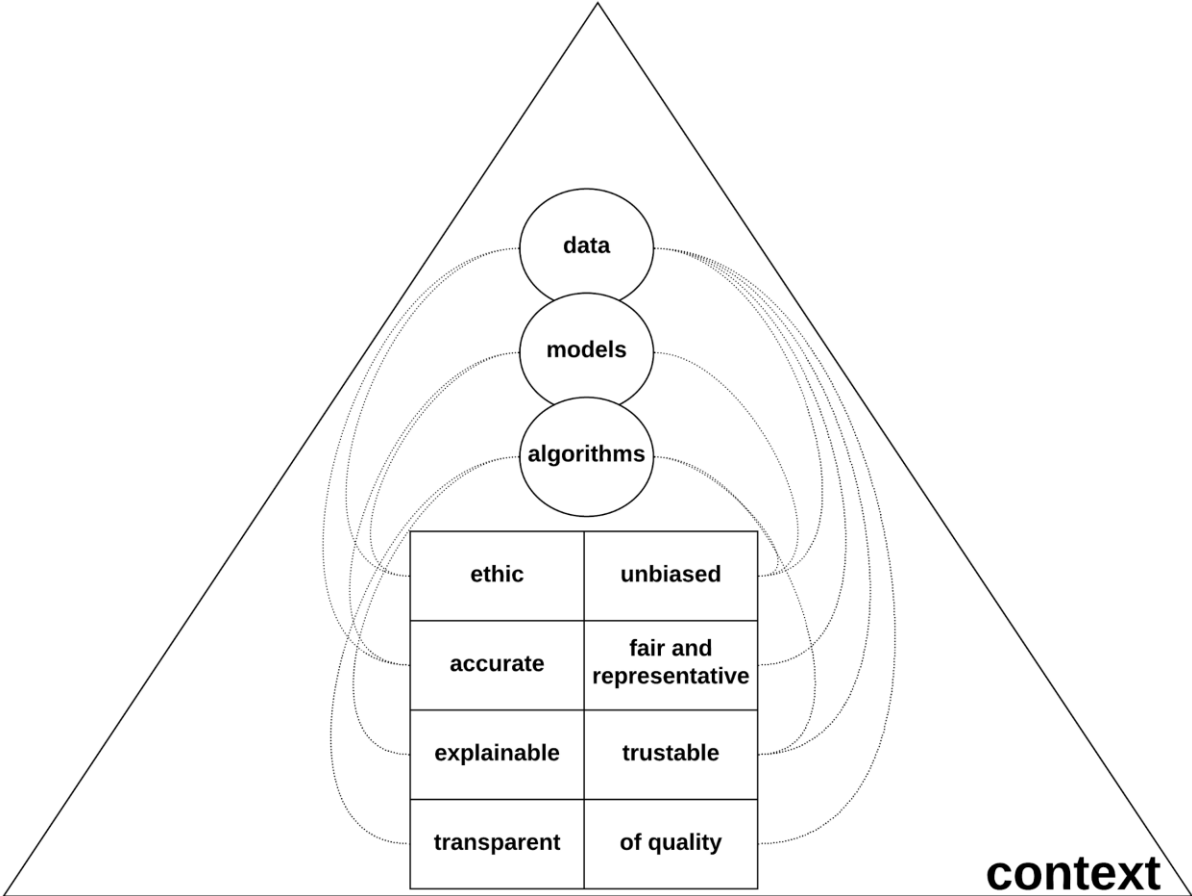 data
models
algorithms
ethic
unbiased
accurate
fair and
representative
explainable
trustable
transparent
of quality
context